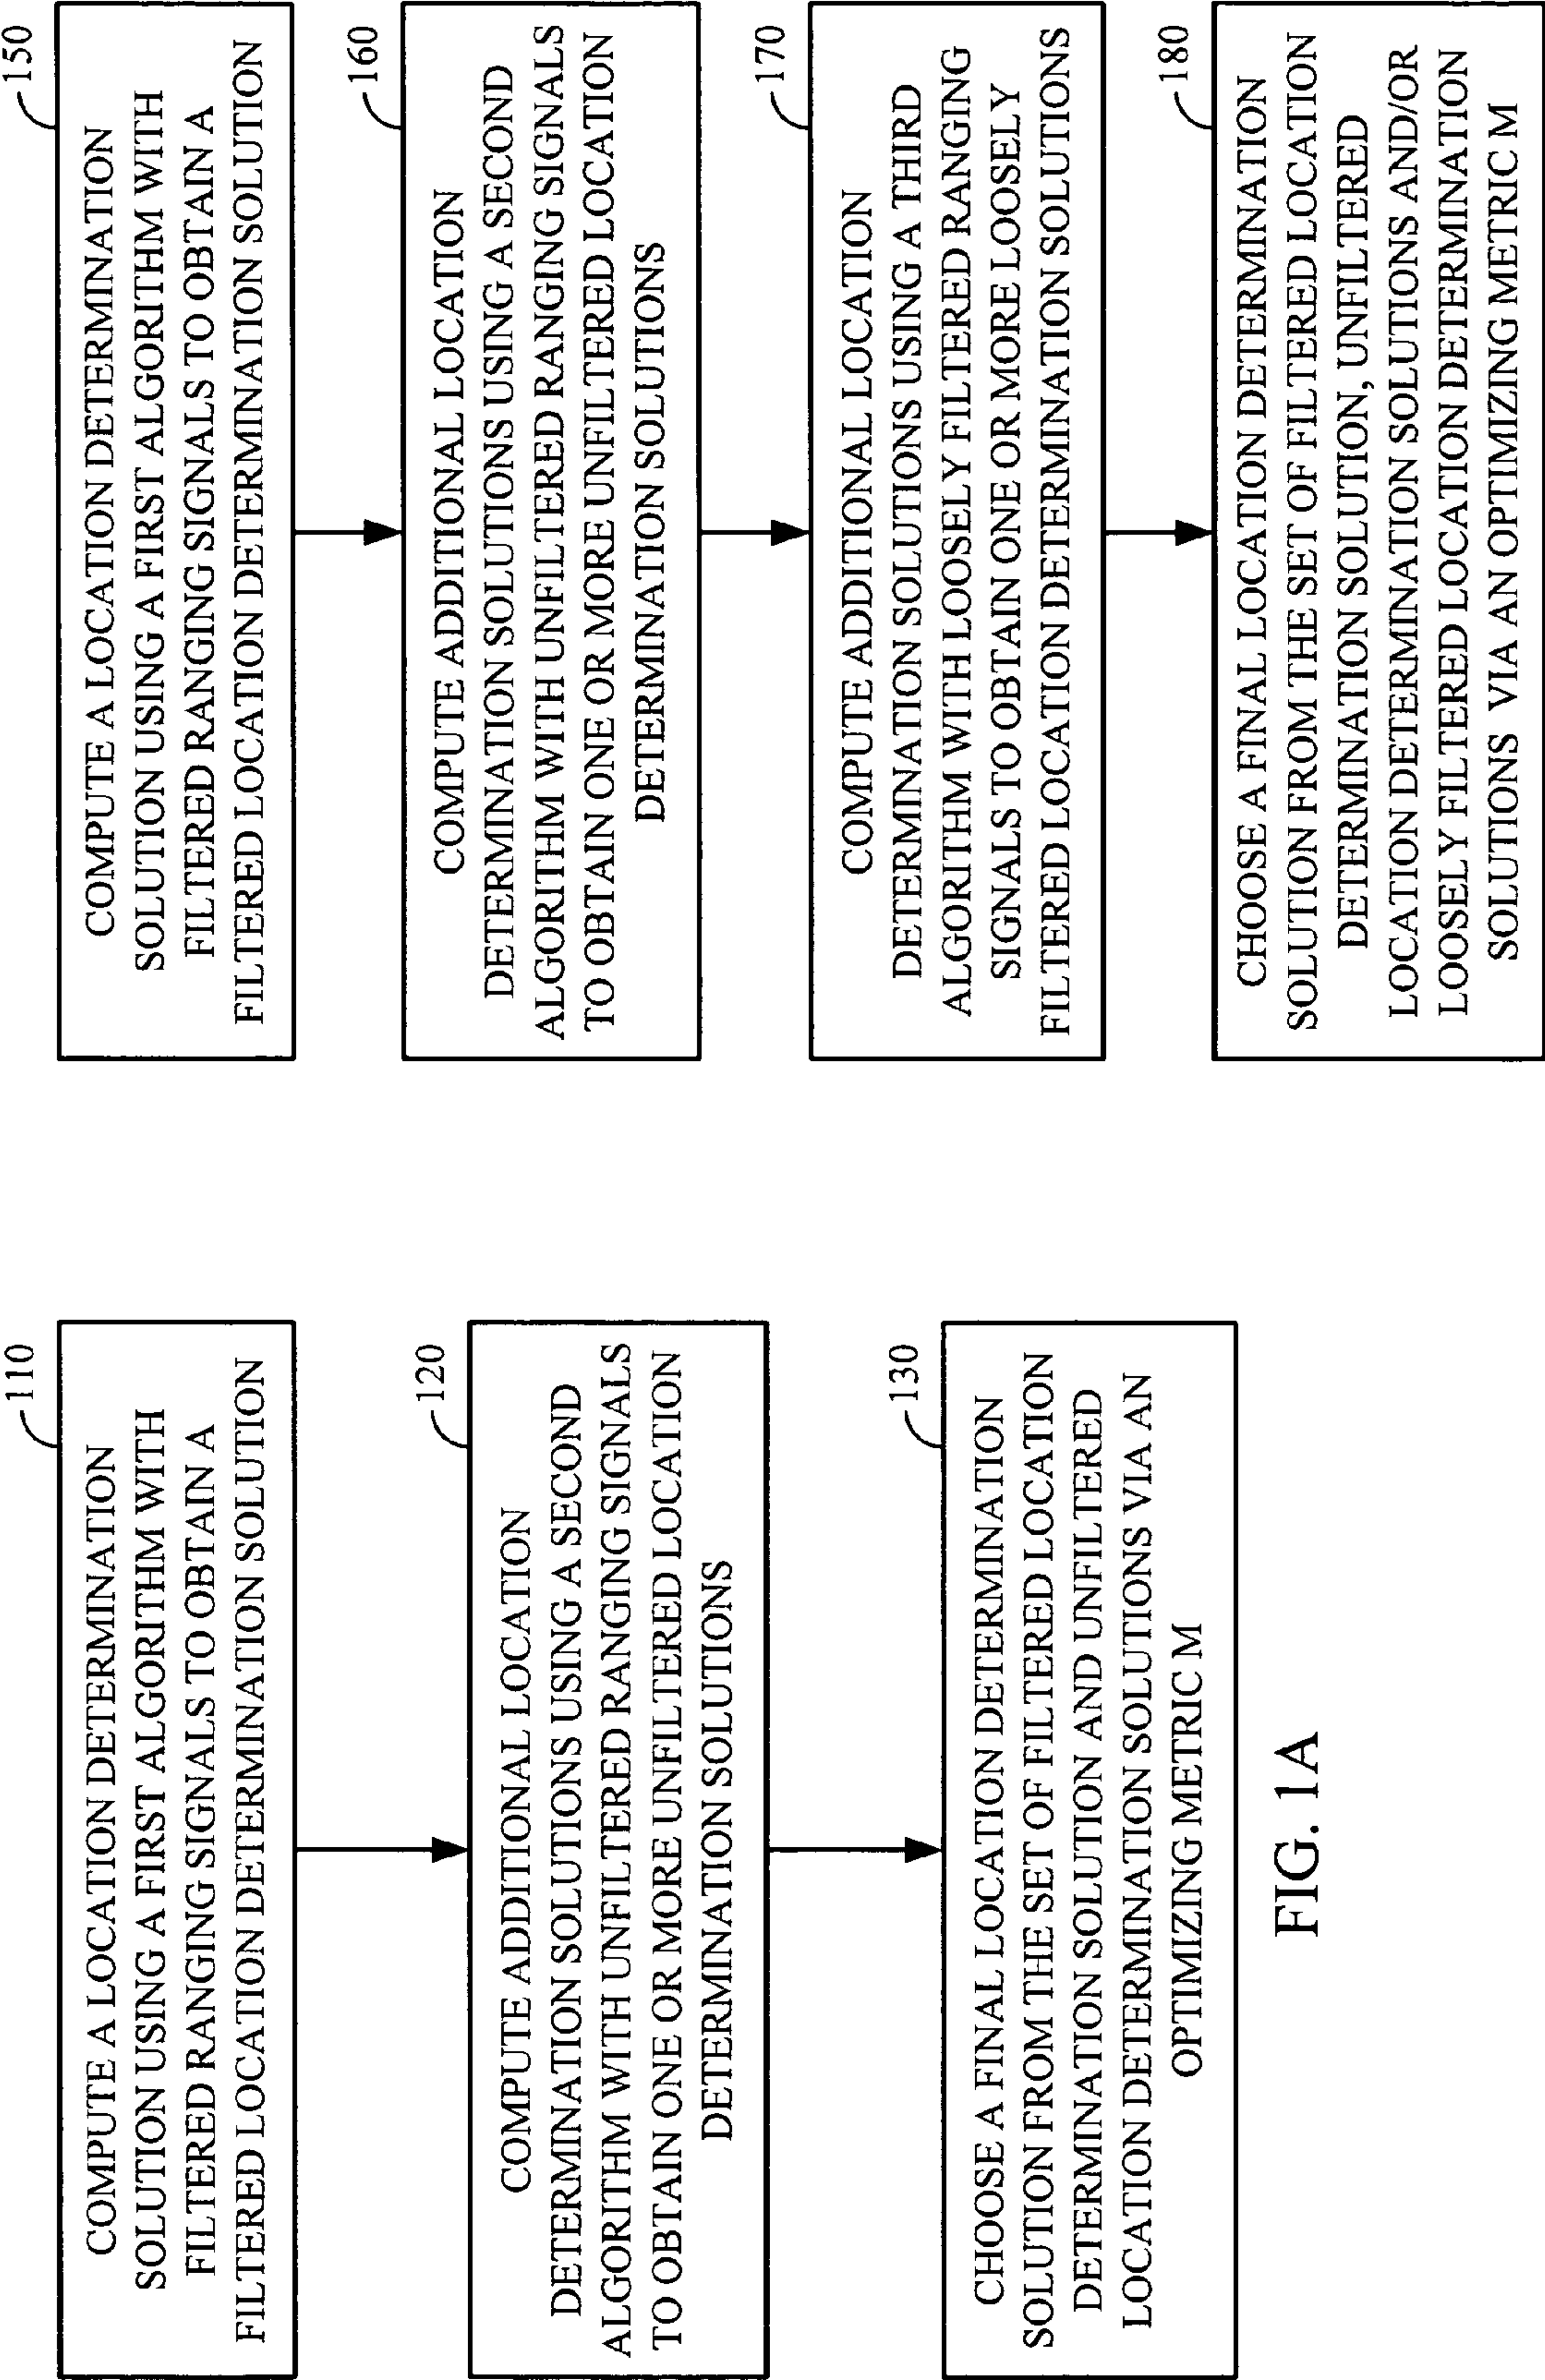 110
COMPUTE A LOCATION DETERMINATION
SOLUTION USING A FIRST ALGORITHM WITH
FILTERED RANGING SIGNALS TO OBTAIN A
FILTERED LOCATION DETERMINATION SOLUTION
120
COMPUTE ADDITIONAL LOCATION
DETERMINATION SOLUTIONS USING A SECOND
ALGORITHM WITH UNFILTERED RANGING SIGNALS
TO OBTAIN ONE OR MORE UNFILTERED LOCATION
DETERMINATION SOLUTIONS
130
CHOOSE A FINAL LOCATION DETERMINATION
SOLUTION FROM THE SET OF FILTERED LOCATION
DETERMINATION SOLUTION AND UNFILTERED
LOCATION DETERMINATION SOLUTIONS VIA AN
OPTIMIZING METRIC M
FIG. 1A
150
COMPUTE A LOCATION DETERMINATION
SOLUTION USING A FIRST ALGORITHM WITH
FILTERED RANGING SIGNALS TO OBTAIN A
FILTERED LOCATION DETERMINATION SOLUTION
160
COMPUTE ADDITIONAL LOCATION
DETERMINATION SOLUTIONS USING A SECOND
ALGORITHM WITH UNFILTERED RANGING SIGNALS
TO OBTAIN ONE OR MORE UNFILTERED LOCATION
DETERMINATION SOLUTIONS
170
COMPUTE ADDITIONAL LOCATION
DETERMINATION SOLUTIONS USING A THIRD
ALGORITHM WITH LOOSELY FILTERED RANGING
SIGNALS TO OBTAIN ONE OR MORE LOOSELY
FILTERED LOCATION DETERMINATION SOLUTIONS
180
CHOOSE A FINAL LOCATION DETERMINATION
SOLUTION FROM THE SET OF FILTERED LOCATION
DETERMINATION SOLUTION, UNFILTERED
LOCATION DETERMINATION SOLUTIONS AND/OR
LOOSELY FILTERED LOCATION DETERMINATION
SOLUTIONS VIA AN OPTIMIZING METRIC M